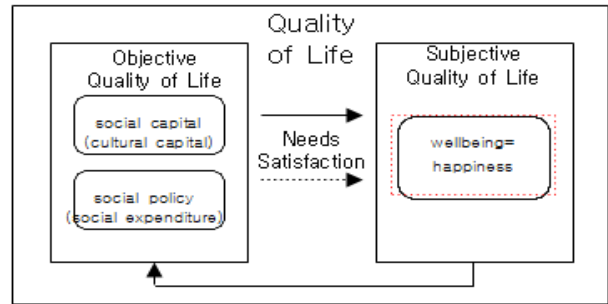 Quality
of Life
Objective
Quality of Life
social capital
(cultural capital)
social policy
(social expenditure)
Needs
Satisfaction
Subjective
Quality of Life
wellbeing=
happiness